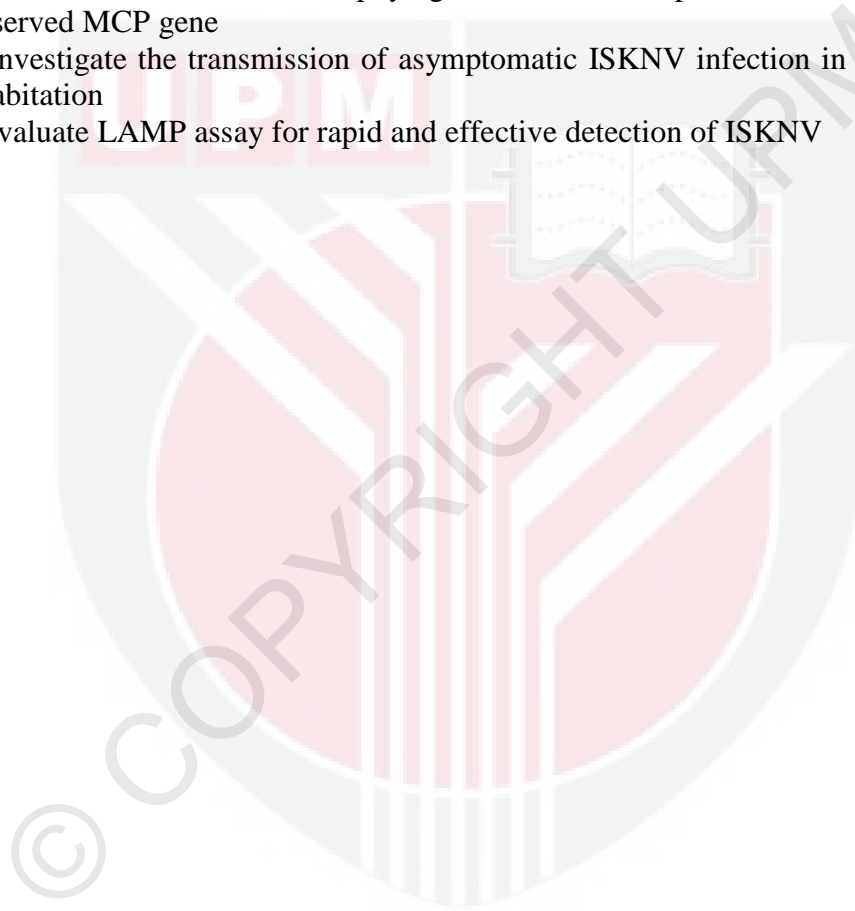 served MCP gene
nvestigate the transmission of asymptomatic ISKNV infection in
abitation
valuate LAMP assay for rapid and effective detection of ISKNV
UPM
© COPYRIGHT UPM